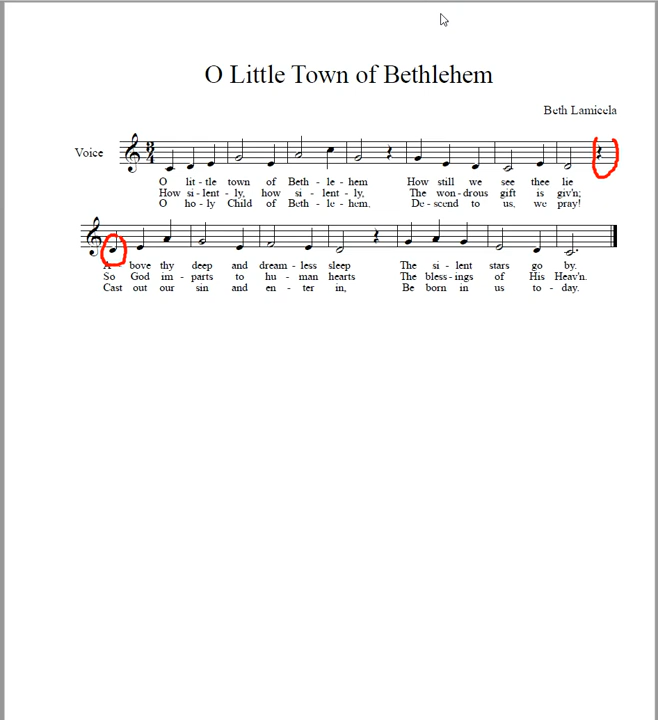 O Little Town of Bethlehem
Beth Lamicela
Voice
3
4
O lit - tle town of Beth - le - hem How still we see thee lie
How si - lent - ly, how si - lent - ly, The won - drous gift is giv'n;
O ho - ly Child of Beth - le - hem. De - scend to us, we pray!
A bove thy deep and dream - less sleep The si - lent stars go by.
So God im - parts to hu - man hearts The bless - ings of His Heav'n.
Cast out our sin and en - ter in, Be born in us to - day.